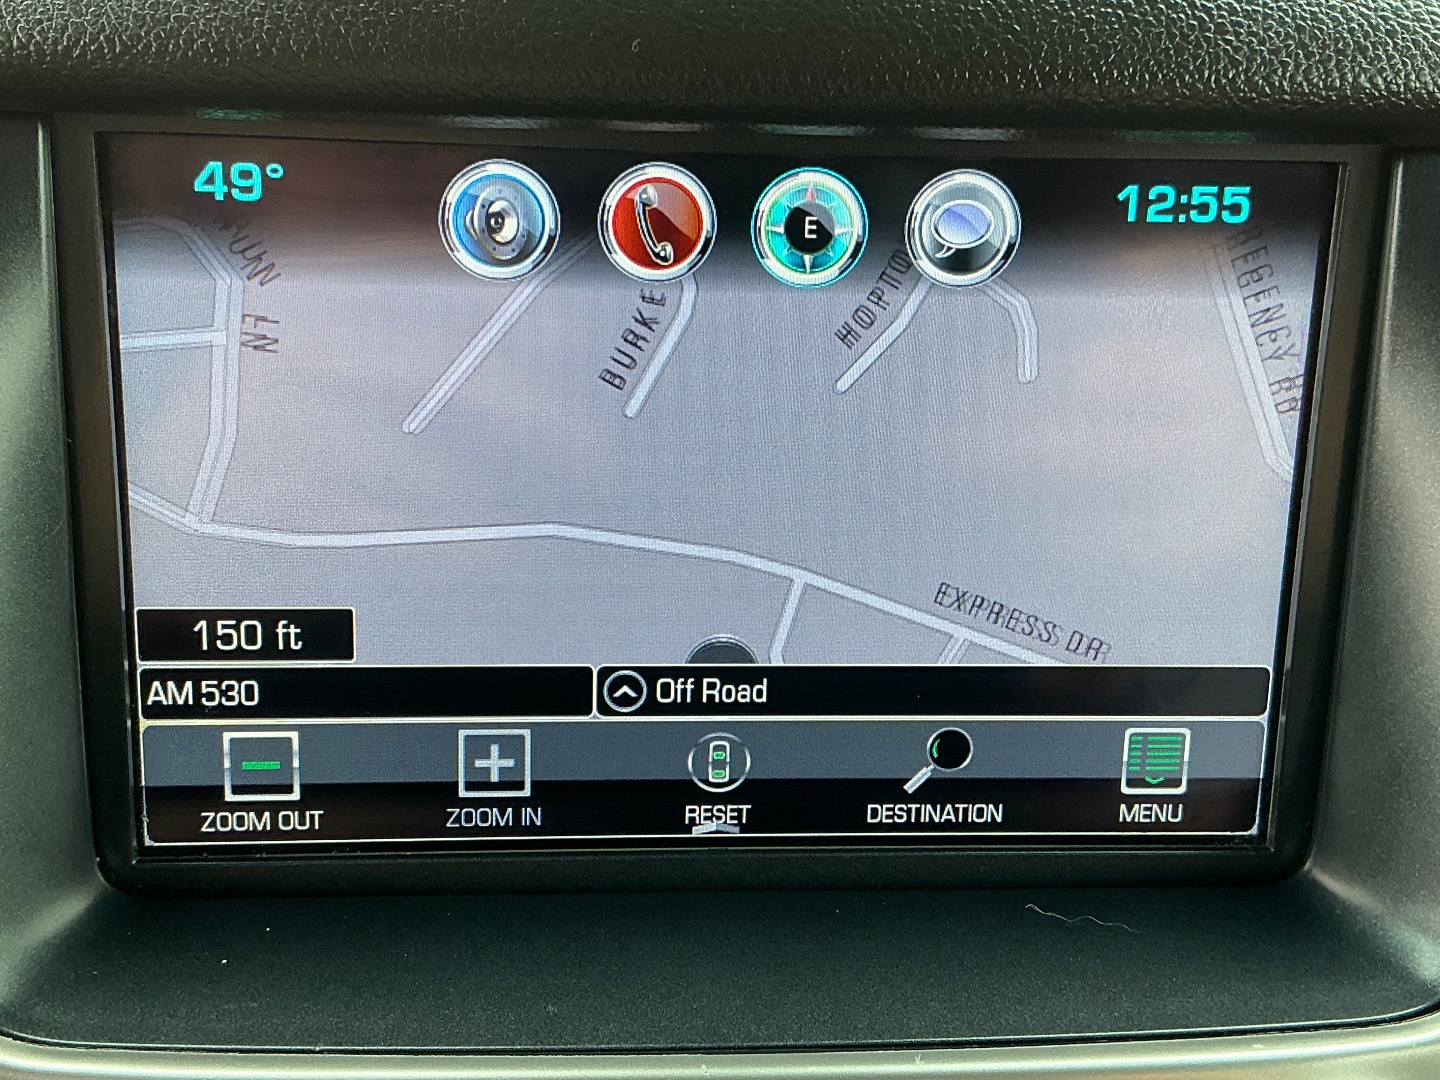 49°
E
12:55
LN
BURKE
REGENCY RD
EXPRESS DR
150 ft
AM 530
Off Road
ZOOM OUT
ZOOM IN
RESET
DESTINATION
MENU